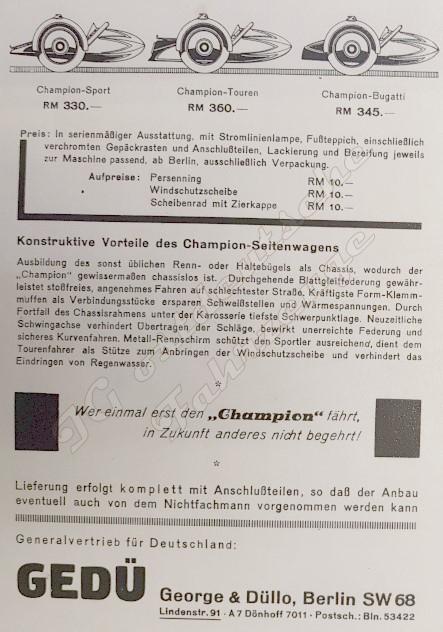 Champion-Sport Champion-Touren Champion-Bugatti
RM 330.— RM 360.— RM 345.—
Preis: In serienmäßiger Ausstattung, mit Stromlinienlampe, Fußteppich, einschließlich
verchromten Gepäckrasten und Anschlußteilen, Lackierung und Bereifung jeweils
zur Maschine passend, ab Berlin, ausschließlich Verpackung.
Aufpreise: Persenning RM 10.—
Windschutzscheibe RM 10.—
Scheibenrad mit Zierkappe RM 10.—
Konstruktive Vorteile des Champion-Seitenwagens
Ausbildung des sonst üblichen Renn- oder Haltebügels als Chassis, wodurch der
„Champion" gewissermaßen chassislos ist. Durchgehende Blattgleitfederung gewähr-
leistet stoßfreies, angenehmes Fahren auf schlechtester Straße. Kräftigste Form-Klemm-
muffen als Verbindungsstücke ersparen Schweißstellen und Wärmespannungen. Durch
Fortfall des Chassisrahmens unter der Karosserie tiefste Schwerpunktlage. Neuzeitliche
Schwingachse verhindert Übertragen der Schläge, bewirkt unerreichte Federung und
sicheres Kurvenfahren. Metall-Rennschirm schützt den Sportler ausreichend, dient dem
Tourenfahrer als Stütze zum Anbringen der Windschutzscheibe und verhindert das
Eindringen von Regenwasser.
Wer einmal erst den „Champion" fährt,
in Zukunft anderes nicht begehrt!
Lieferung erfolgt komplett mit Anschlußteilen, so daß der Anbau
eventuell auch von dem Nichtfachmann vorgenommen werden kann
Generalvertrieb für Deutschland:
GEDÜ George & Düllo, Berlin SW 68
Lindenstr. 91 · A 7 Dönhoff 7011 · Postsch.: Bln. 53422